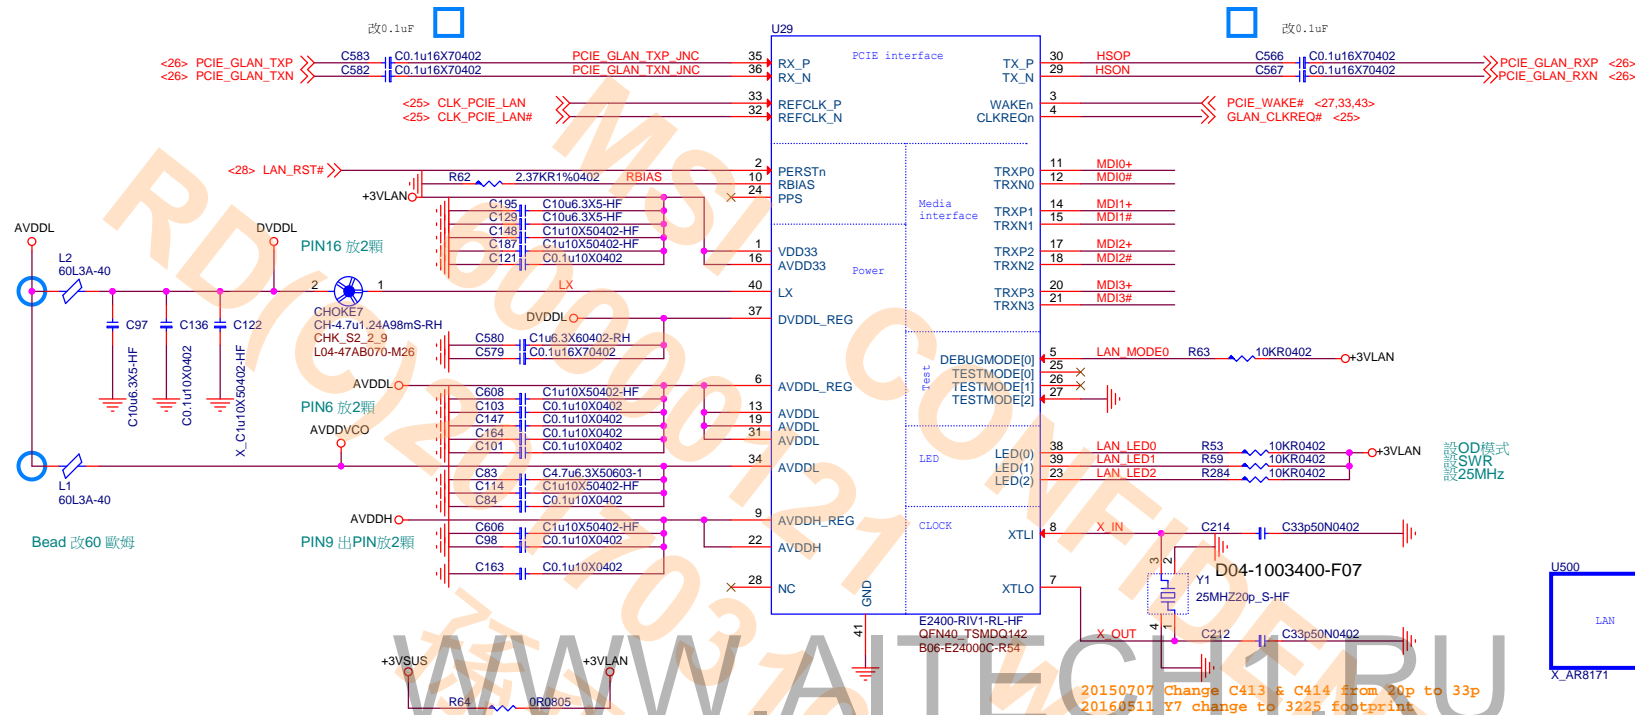 改0.1uF
改0.1uF
U29
<26> PCIE_GLAN_TXP
C583
C0.1u16X70402
PCIE_GLAN_TXP_JNC
35
RX_P
PCIE interface
TX_P
30
HSOP
C566
C0.1u16X70402
PCIE_GLAN_RXP <26>
<26> PCIE_GLAN_TXN
C582
C0.1u16X70402
PCIE_GLAN_TXN_JNC
36
RX_N
TX_N
29
HSON
C567
C0.1u16X70402
PCIE_GLAN_RXN <26>
<25> CLK_PCIE_LAN
33
REFCLK_P
WAKEn
3
PCIE_WAKE# <27,33,43>
<25> CLK_PCIE_LAN#
32
REFCLK_N
CLKREQn
4
GLAN_CLKREQ# <25>
<28> LAN_RST#
2
PERSTn
TRXP0
11
MDI0+
R62
2.37KR1%0402
RBIAS
10
RBIAS
TRXN0
12
MDI0#
+3VLAN
24
PPS
Media
interface
C195
C10u6.3X5-HF
TRXP1
14
MDI1+
C129
C10u6.3X5-HF
TRXN1
15
MDI1#
C148
C1u10X50402-HF
AVDDL
DVDDL
PIN16 放2顆
C187
C1u10X50402-HF
1
VDD33
TRXP2
17
MDI2+
C121
C0.1u10X0402
16
AVDD33
TRXN2
18
MDI2#
L2
60L3A-40
Power
2
1
LX
40
LX
TRXP3
20
MDI3+
TRXN3
21
MDI3#
CHOKE7
CH-4.7u1.24A98mS-RH
CHK_S2_2_9
L04-47AB070-M26
DVDDL
37
DVDDL_REG
C97
C10u6.3X5-HF
C136
C0.1u10X0402
C122
X_C1u10X50402-HF
C580
C1u6.3X60402-RH
C579
C0.1u16X70402
Test
DEBUGMODE[0]
5
LAN_MODE0
R63
10KR0402
+3VLAN
TESTMODE[0]
25
TESTMODE[1]
26
TESTMODE[2]
27
AVDDL
6
AVDDL_REG
PIN6 放2顆
C608
C1u10X50402-HF
C103
C0.1u10X0402
13
AVDDL
C147
C0.1u10X0402
19
AVDDL
C164
C0.1u10X0402
31
AVDDL
C101
C0.1u10X0402
AVDDVCO
34
AVDDL
LED
LED(0)
38
LAN_LED0
R53
10KR0402
+3VLAN
設OD模式
LED(1)
39
LAN_LED1
R59
10KR0402
設SWR
LED(2)
23
LAN_LED2
R284
10KR0402
設25MHz
L1
60L3A-40
C83
C4.7u6.3X50603-1
C114
C1u10X50402-HF
C84
C0.1u10X0402
AVDDH
9
AVDDH_REG
CLOCK
Bead 改60 歐姆
PIN9 出PIN放2顆
C606
C1u10X50402-HF
C98
C0.1u10X0402
22
AVDDH
XTLI
8
X_IN
C214
C33p50N0402
C163
C0.1u10X0402
3
2
D04-1003400-F07
Y1
25MHZ20p_S-HF
4
1
28
NC
GND
41
XTLO
7
X_OUT
C212
C33p50N0402
U500
LAN
X_AR8171
E2400-RIV1-RL-HF
QFN40_TSMDQ142
B06-E24000C-R54
+3VSUS
R64
0R0805
+3VLAN
20150707 Change C413 & C414 from 20p to 33p
20160511 Y7 change to 3225 footprint
WWW.AITECH1.RU
MSI CONFIDEN